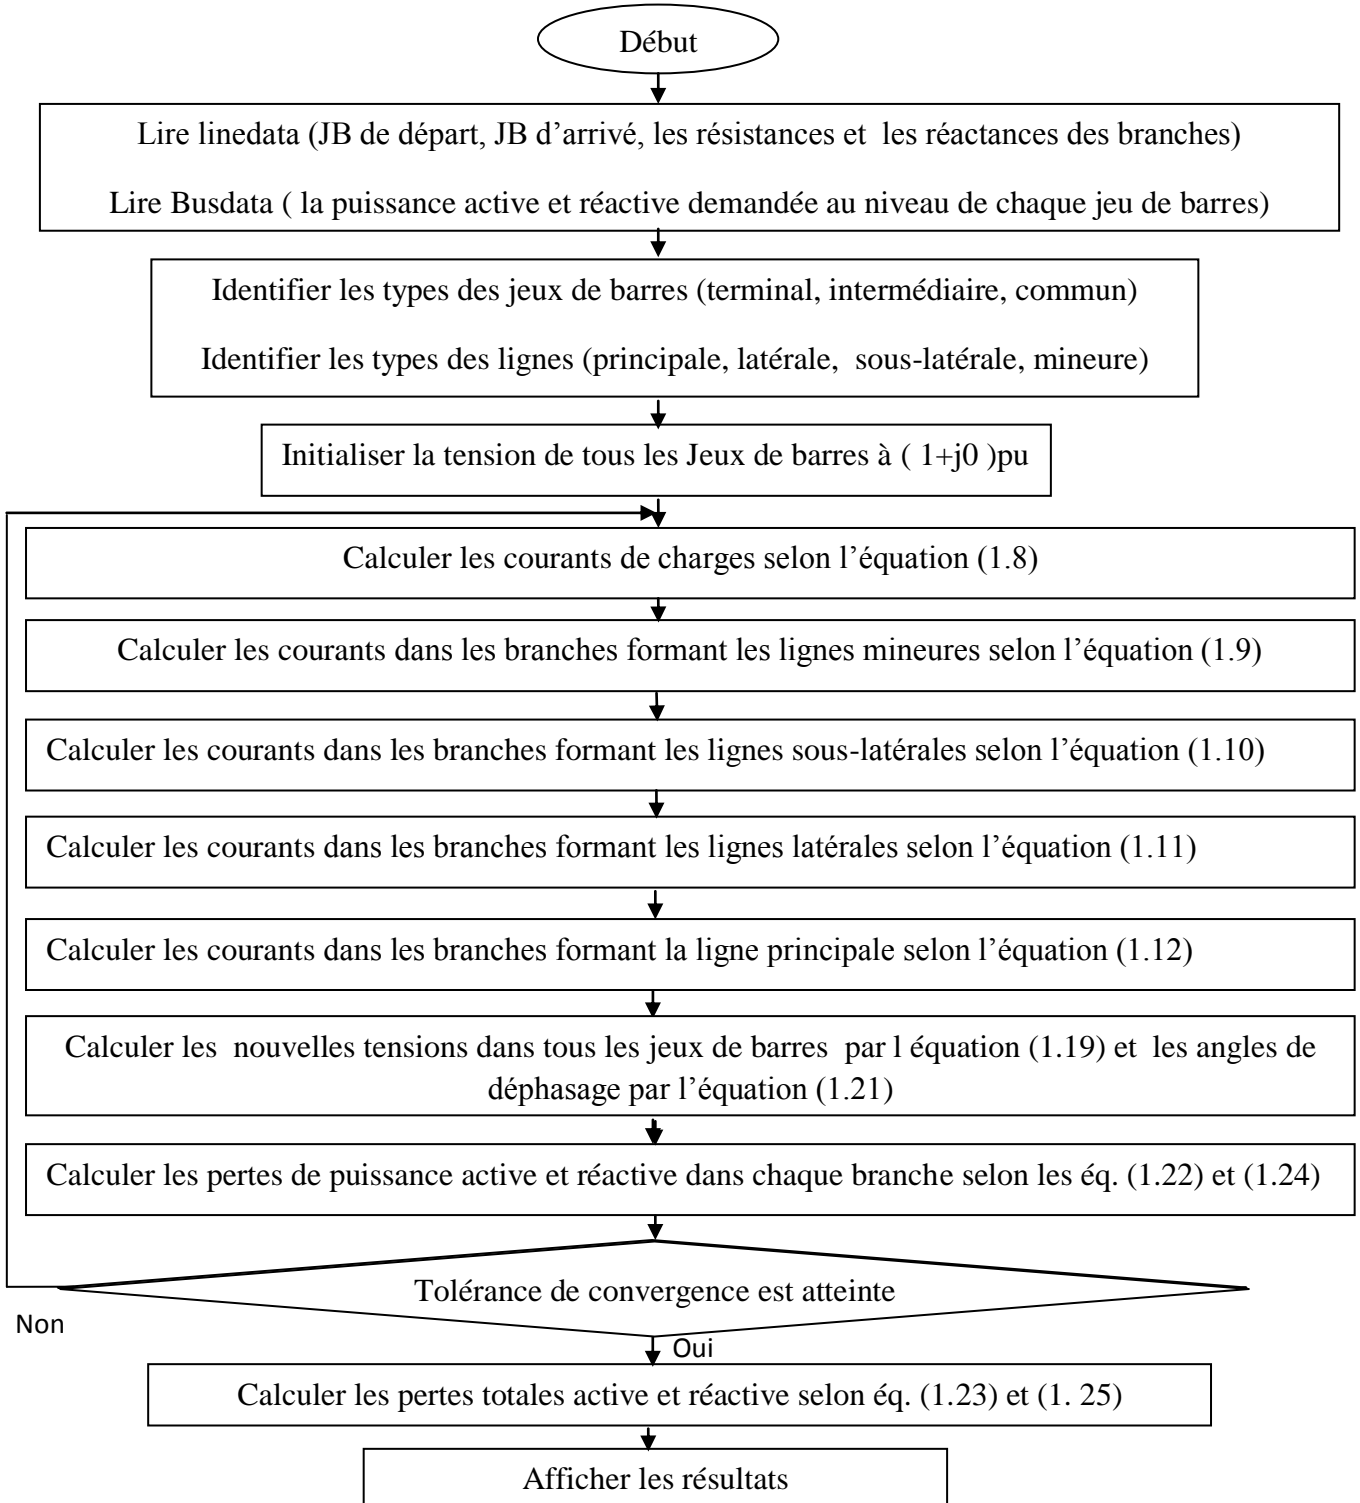 Début
Lire linedata (JB de départ, JB d’arrivé, les résistances et les réactances des branches)
Lire Busdata ( la puissance active et réactive demandée au niveau de chaque jeu de barres)
Identifier les types des jeux de barres (terminal, intermédiaire, commun)
Identifier les types des lignes (principale, latérale, sous-latérale, mineure)
Initialiser la tension de tous les Jeux de barres à ( 1+j0 )pu
Calculer les courants de charges selon l’équation (1.8)
Calculer les courants dans les branches formant les lignes mineures selon l’équation (1.9)
Calculer les courants dans les branches formant les lignes sous-latérales selon l’équation (1.10)
Calculer les courants dans les branches formant les lignes latérales selon l’équation (1.11)
Calculer les courants dans les branches formant la ligne principale selon l’équation (1.12)
Calculer les nouvelles tensions dans tous les jeux de barres par l équation (1.19) et les angles de
déphasage par l’équation (1.21)
Calculer les pertes de puissance active et réactive dans chaque branche selon les éq. (1.22) et (1.24)
Tolérance de convergence est atteinte
Non
Oui
Calculer les pertes totales active et réactive selon éq. (1.23) et (1. 25)
Afficher les résultats